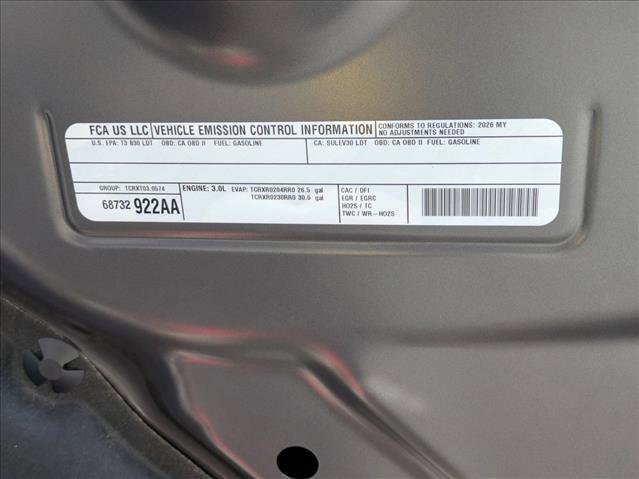 FCA US LLC VEHICLE EMISSION CONTROL INFORMATION CONFORMS TO REGULATIONS: 2026 MY
NO ADJUSTMENTS NEEDED
U.S. EPA: T3 B30 LDT OBD: CA OBD II FUEL: GASOLINE CA: SULEV30 LDT OBD: CA OBD II FUEL: GASOLINE
GROUP: TCRXT03.0574
68732 922AA
ENGINE: 3.0L EVAP: TCRXR0204RR0 26.5 gal
TCRXR0230RR0 30.5 gal
CAC / DFI
EGR / EGRC
HO2S / TC
TWC / WR-HO2S